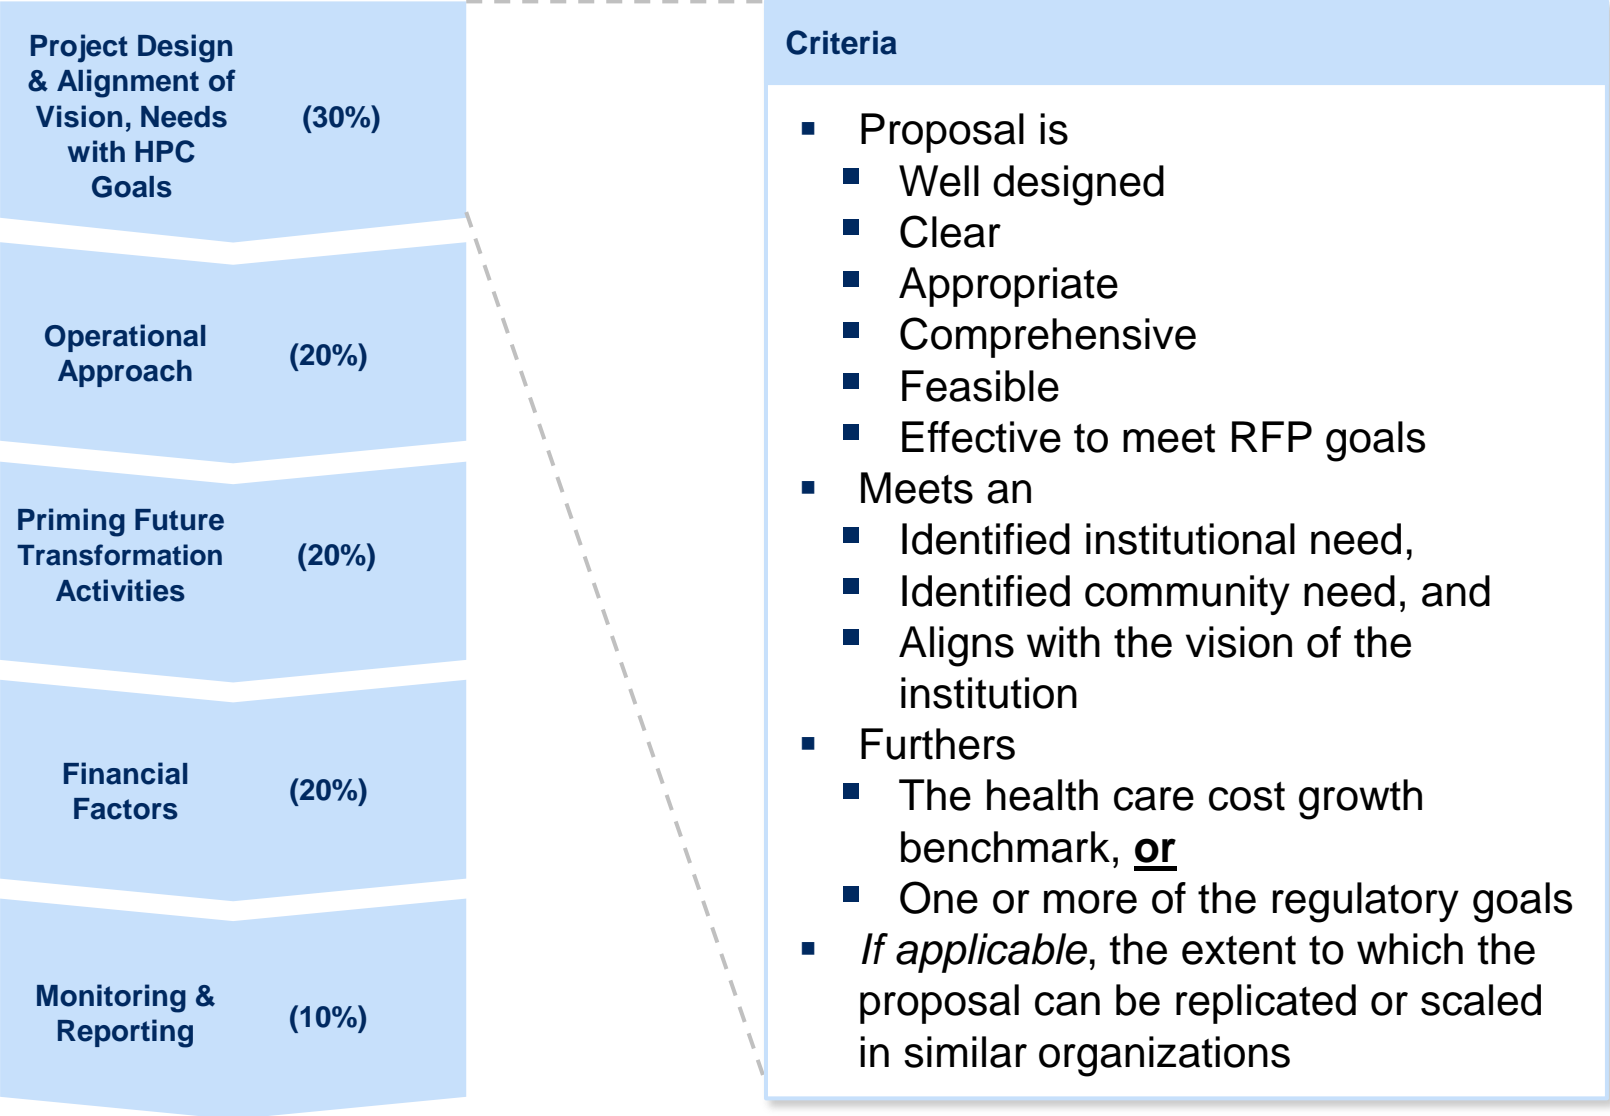 Project Design
& Alignment of
Vision, Needs
with HPC
Goals
(30%)
Operational
Approach
(20%)
Priming Future
Transformation
Activities
(20%)
Financial
Factors
(20%)
Monitoring &
Reporting
(10%)
Criteria
▪ Proposal is
▪ Well designed
▪ Clear
▪ Appropriate
▪ Comprehensive
▪ Feasible
▪ Effective to meet RFP goals
▪ Meets an
▪ Identified institutional need,
▪ Identified community need, and
▪ Aligns with the vision of the
institution
▪ Furthers
▪ The health care cost growth
benchmark, or
▪ One or more of the regulatory goals
▪ If applicable, the extent to which the
proposal can be replicated or scaled
in similar organizations